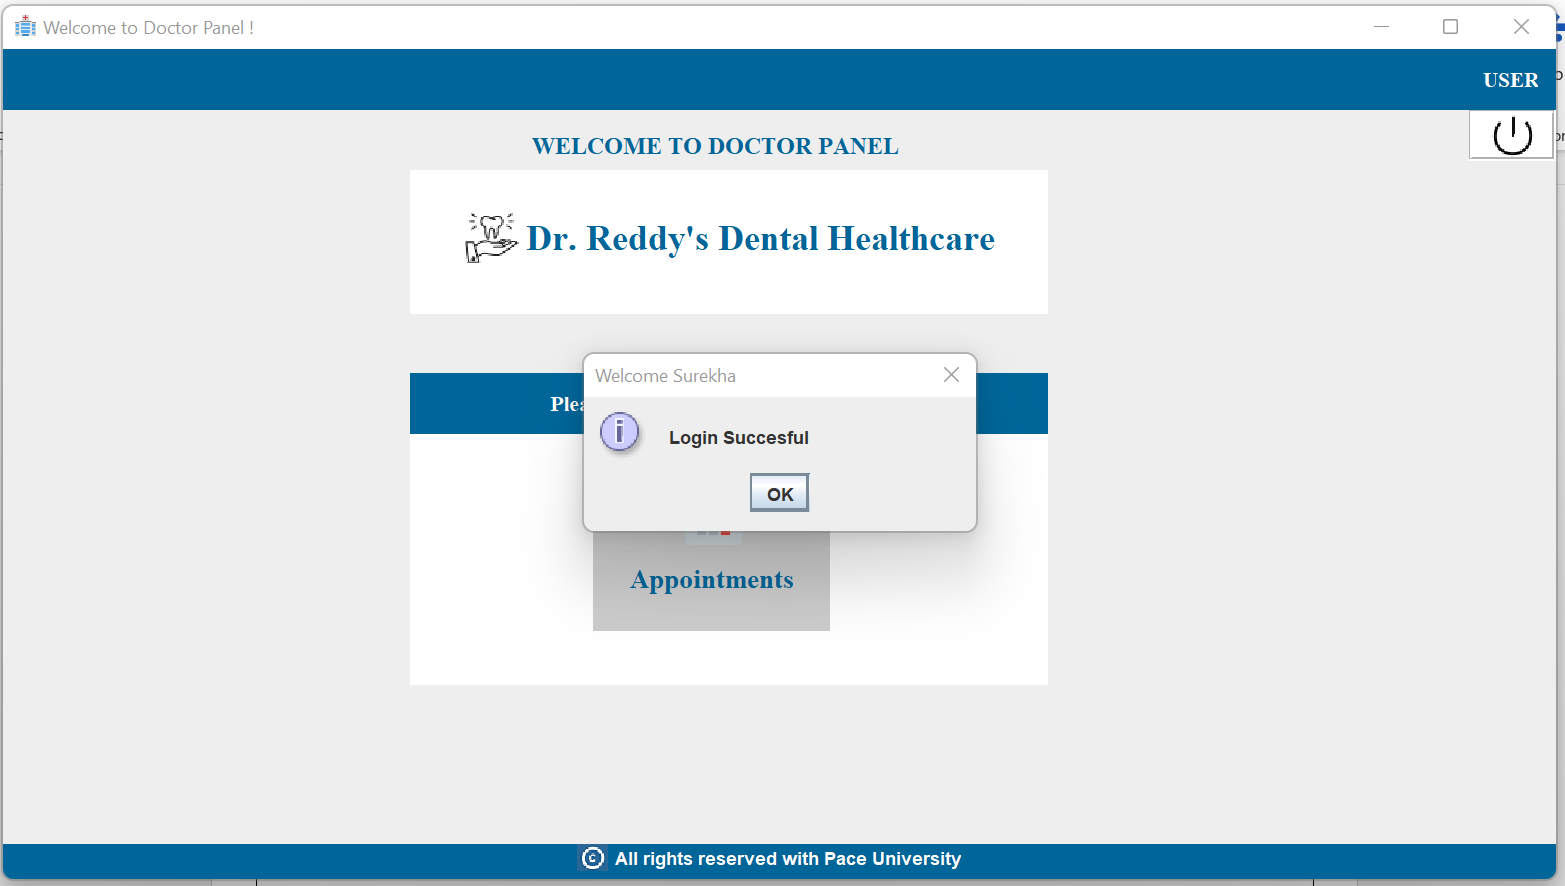 Welcome to Doctor Panel !
USER
WELCOME TO DOCTOR PANEL
Dr. Reddy's Dental Healthcare
Welcome Surekha
Login Succesful
OK
Appointments
© All rights reserved with Pace University